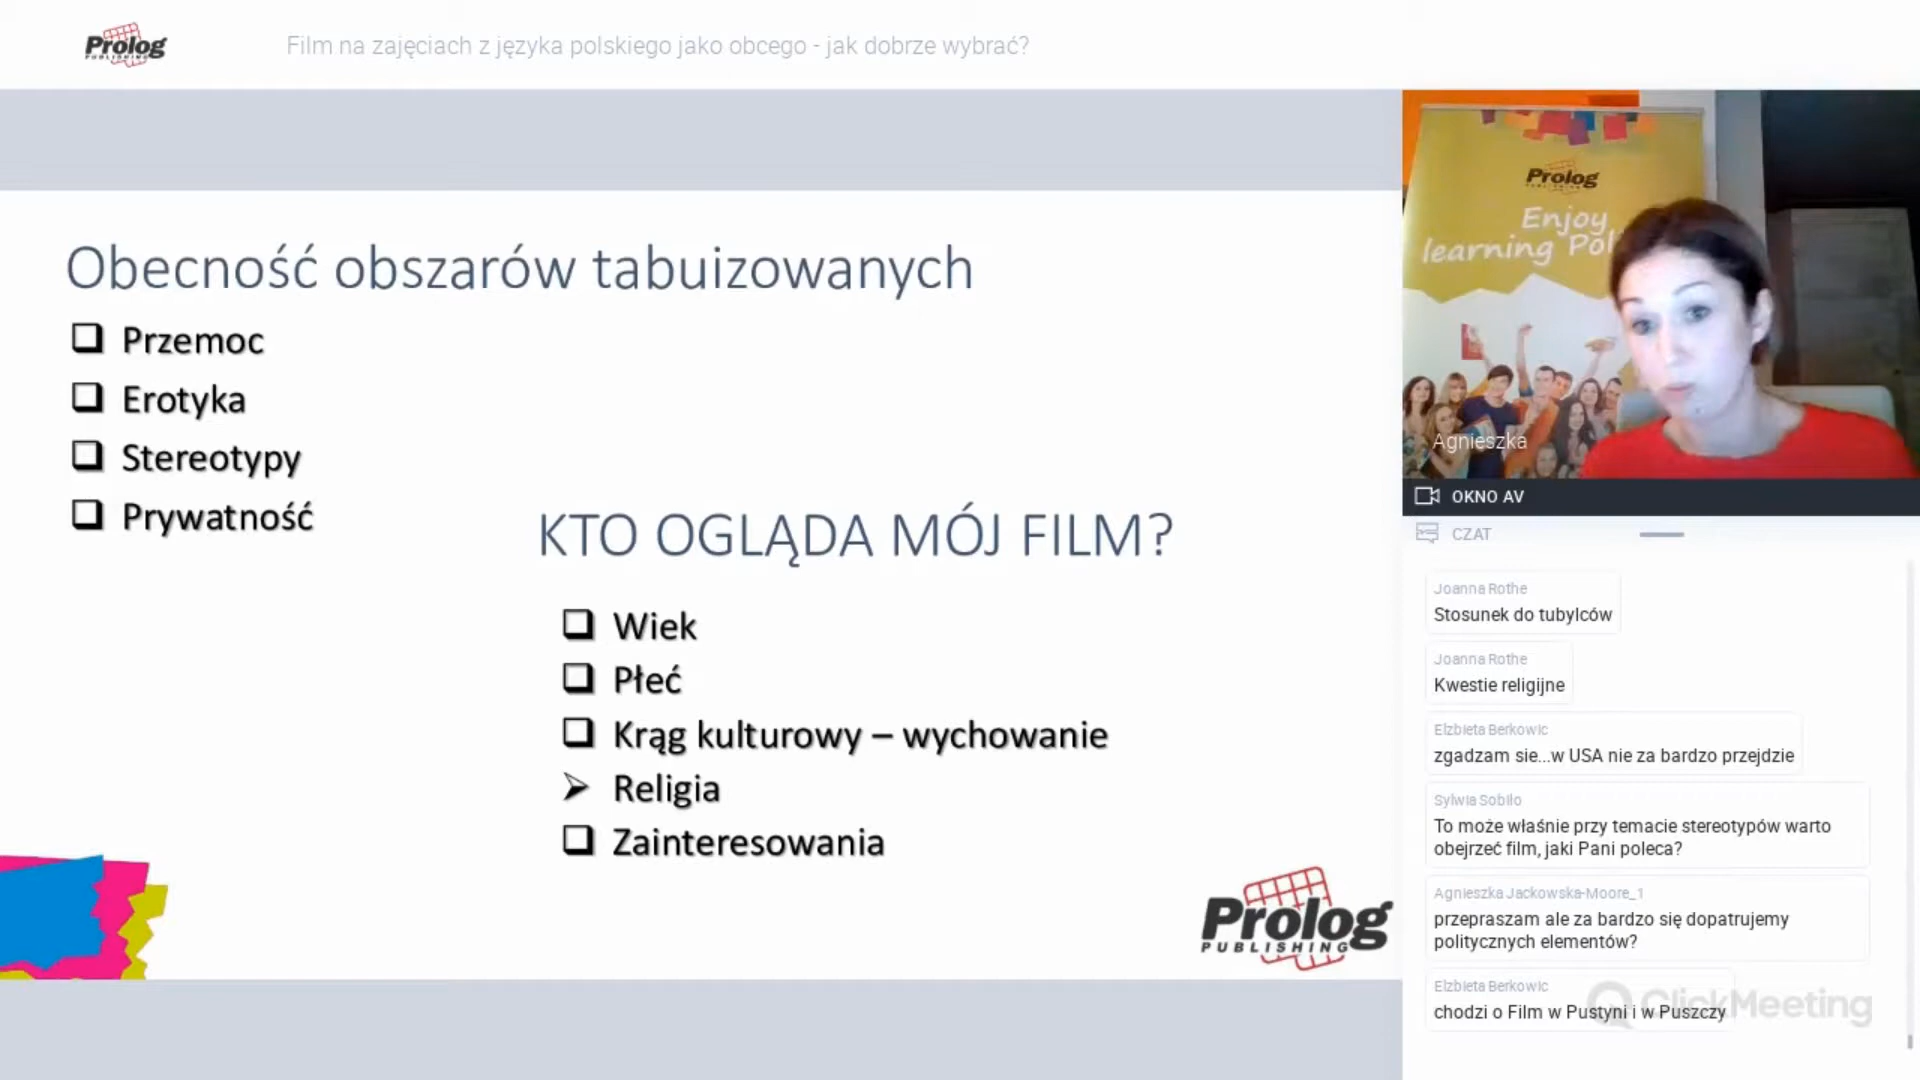 Prolog
PUBLISHING
Film na zajęciach z języka polskiego jako obcego - jak dobrze wybrać?
Obecność obszarów tabuizowanych
Przemoc
Erotyka
Stereotypy
Prywatność
KTO OGLĄDA MÓJ FILM?
Wiek
Płeć
Krąg kulturowy – wychowanie
Religia
Zainteresowania
Prolog
PUBLISHING
Prolog
PUBLISHING
Enjoy
learning Pol
Agnieszka
OKNO AV
CZAT
Joanna Rothe
Stosunek do tubylców
Joanna Rothe
Kwestie religijne
Elzbieta Berkowic
zgadzam sie...w USA nie za bardzo przejdzie
Sylwia Sobiło
To może właśnie przy temacie stereotypów warto
obejrzeć film, jaki Pani poleca?
Agnieszka Jackowska-Moore_1
przepraszam ale za bardzo się dopatrujemy
politycznych elementów?
Elzbieta Berkowic
chodzi o Film w Pustyni i w Puszczy
ClickMeeting